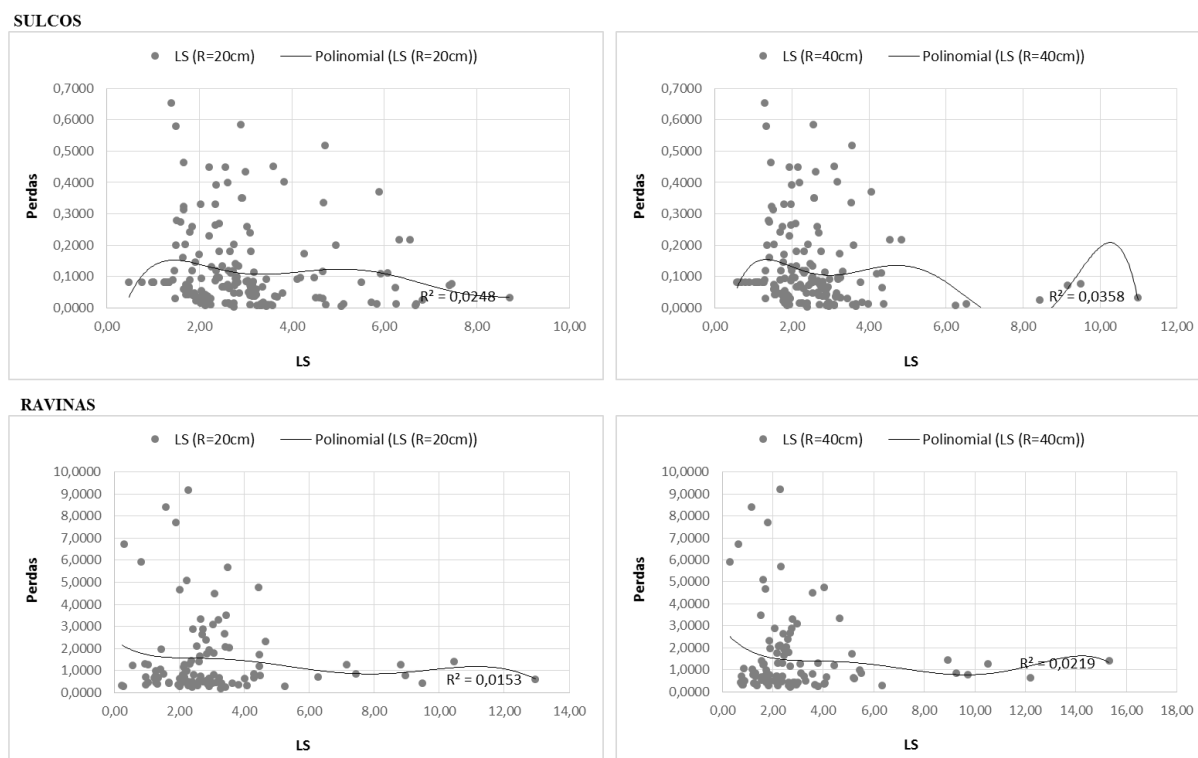 SULCOS
LS (R=20cm) Polinomial (LS (R=20cm))
0,7000
0,6000
0,5000
0,4000
0,3000
0,2000
0,1000
0,0000
Perdas
R² = 0,0248
0,00 2,00 4,00 6,00 8,00 10,00
LS
LS (R=40cm) Polinomial (LS (R=40cm))
0,7000
0,6000
0,5000
0,4000
0,3000
0,2000
0,1000
0,0000
Perdas
R² = 0,0358
0,00 2,00 4,00 6,00 8,00 10,00 12,00
LS
RAVINAS
LS (R=20cm) Polinomial (LS (R=20cm))
10,0000
9,0000
8,0000
7,0000
6,0000
5,0000
4,0000
3,0000
2,0000
1,0000
0,0000
Perdas
R² = 0,0153
0,00 2,00 4,00 6,00 8,00 10,00 12,00 14,00
LS
LS (R=40cm) Polinomial (LS (R=40cm))
10,0000
9,0000
8,0000
7,0000
6,0000
5,0000
4,0000
3,0000
2,0000
1,0000
0,0000
Perdas
R² = 0,0219
0,00 2,00 4,00 6,00 8,00 10,00 12,00 14,00 16,00 18,00
LS